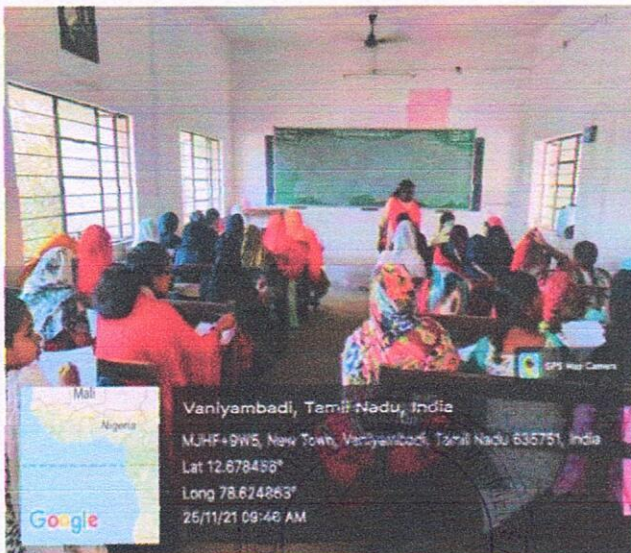 GPS Map Camera
Mali
Nigeria
Google
Vaniyambadi, Tamil Nadu, India
MJHF+9W5, New Town, Vaniyambadi, Tamil Nadu 635751, India
Lat 12.678458°
Long 78.624863°
25/11/21 09:46 AM